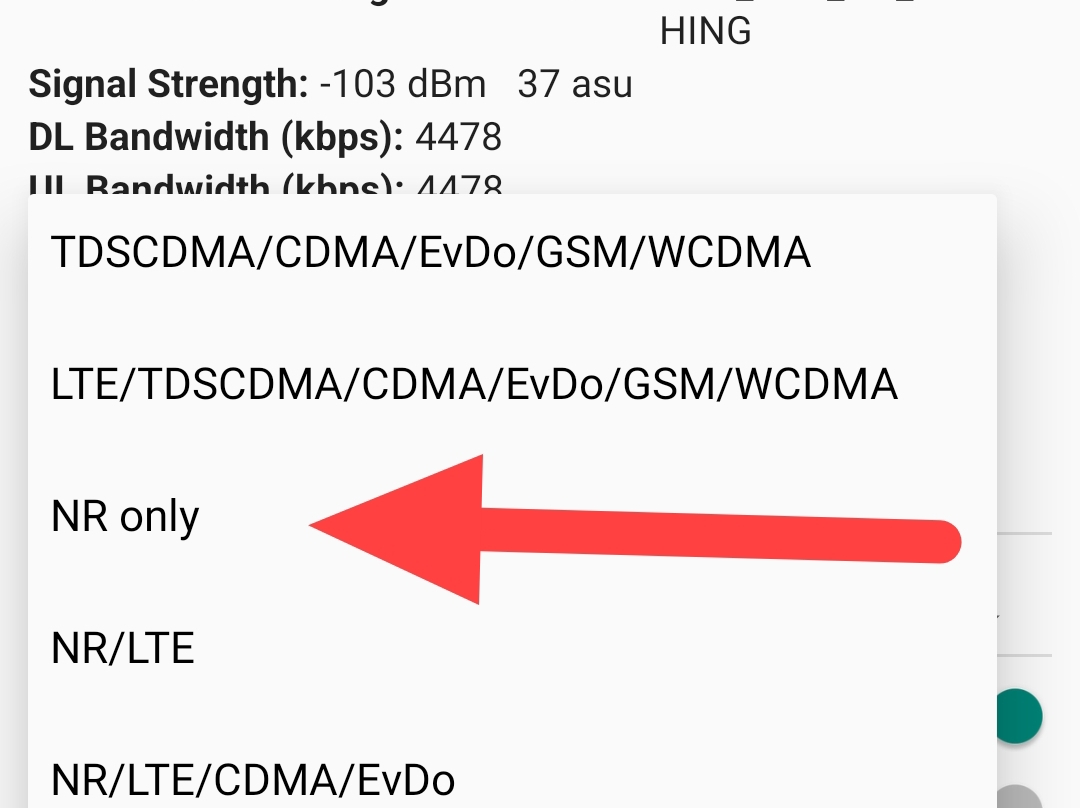 HING
Signal Strength: -103 dBm 37 asu
DL Bandwidth (kbps): 4478
UL Bandwidth (kbps): 4478
TDSCDMA/CDMA/EvDo/GSM/WCDMA
LTE/TDSCDMA/CDMA/EvDo/GSM/WCDMA
NR only
NR/LTE
NR/LTE/CDMA/EvDo